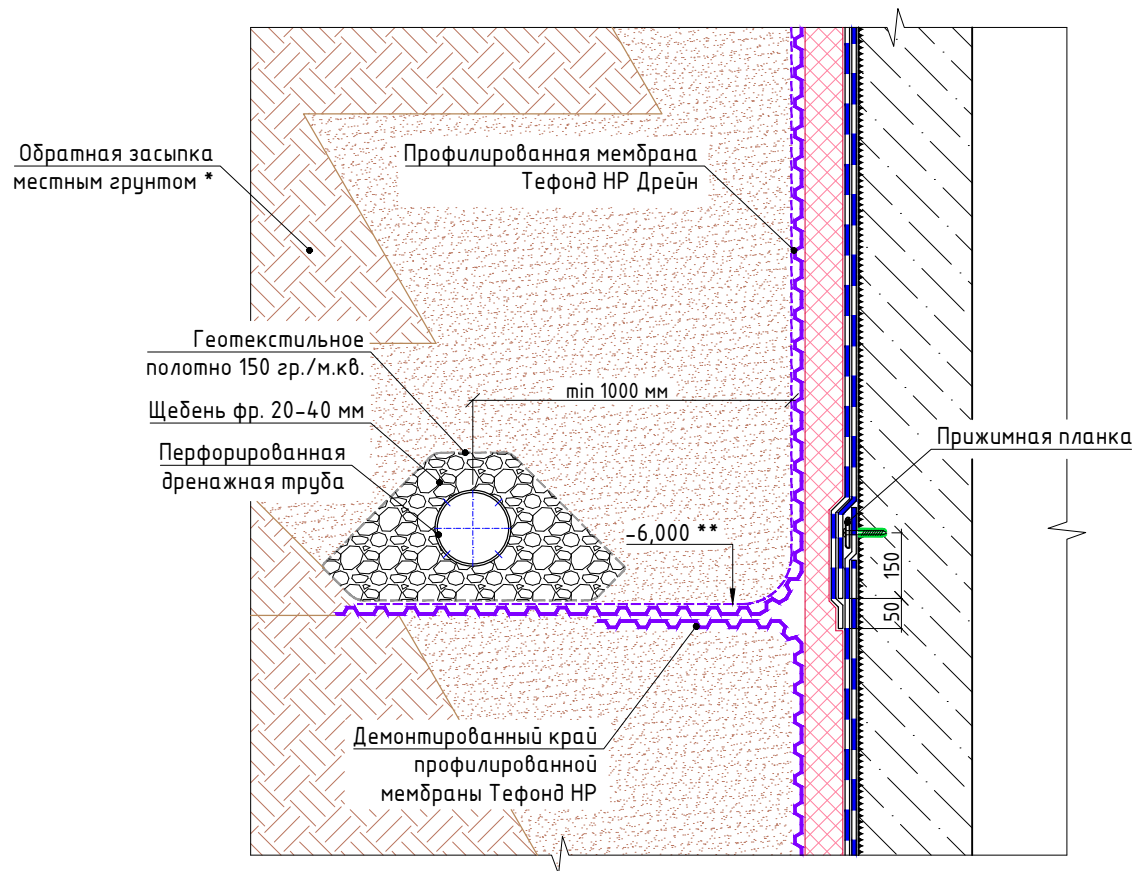 Обратная засыпка
местным грунтом *
Профилированная мембрана
Тефонд НР Дрейн
Геотекстильное
полотно 150 гр./м.кв.
Щебень фр. 20-40 мм
Перфорированная
дренажная труба
min 1000 мм
Прижимная планка
-6,000 **
150
50
Демонтированный край
профилированной
мембраны Тефонд НР